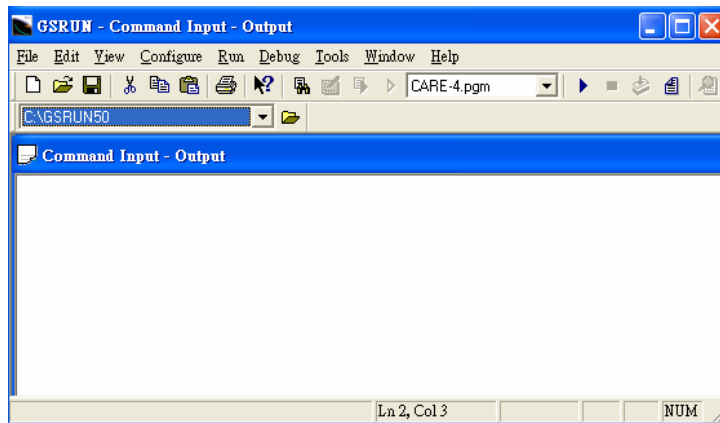 GSRUN - Command Input - Output
File Edit View Configure Run Debug Tools Window Help
CARE-4.pgm
C:\GSRUN50
Command Input - Output
Ln 2, Col 3 NUM